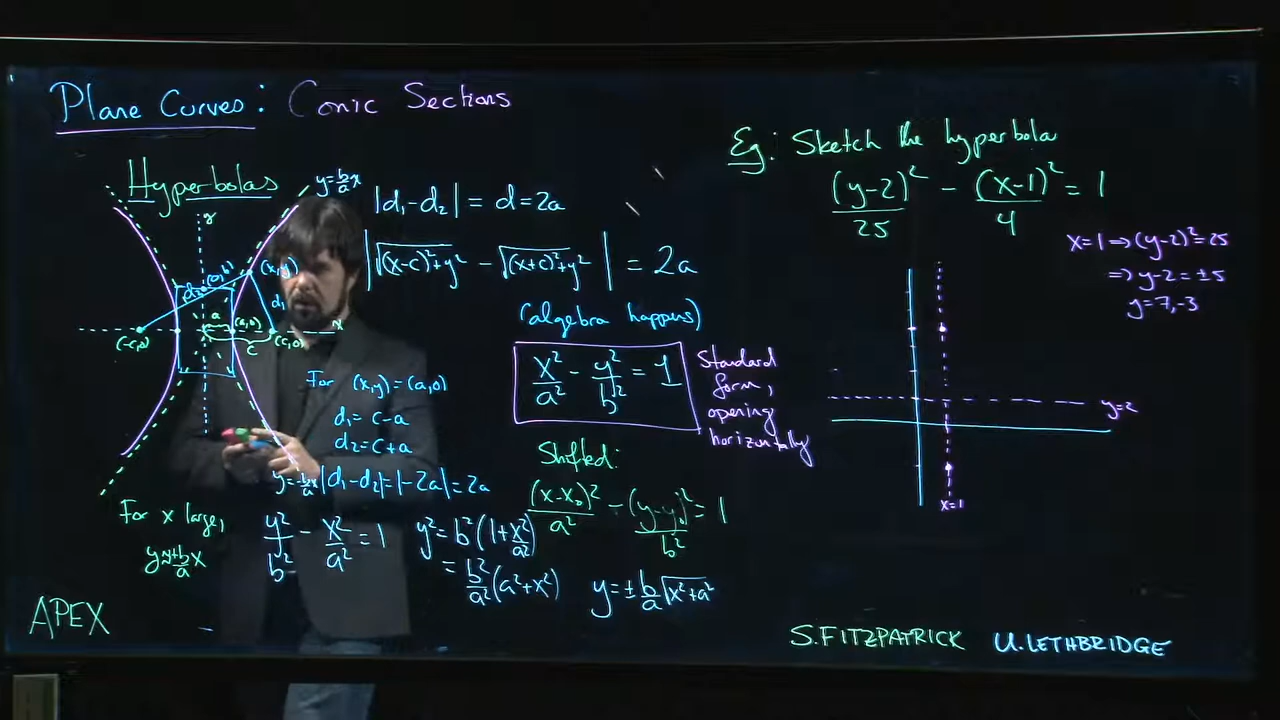 Plane Curves: Conic Sections
Hyperbolas
y=b/a x
y
(0,b)
(x,y)
d₂
d₁
a
(a,0)
x
(-c,0)
c
(c,0)
y=-b/a x
For x large,
y≈±b/a x
APEX
|d₁-d₂| = d = 2a
|√((x-c)²+y²) - √((x+c)²+y²)| = 2a
(algebra happens)
x²/a² - y²/b² = 1
Standard
form,
opening
horizontally
For (x,y)=(a,0)
d₁ = c-a
d₂ = c+a
|d₁-d₂|=|-2a|=2a
Shifted:
(x-x₀)²/a² - (y-y₀)²/b² = 1
y²/b² - x²/a² = 1
y² = b²(1+x²/a²)
= b²/a²(a²+x²)
y=±b/a√(x²+a²)
Eg: Sketch the hyperbola
(y-2)²/25 - (x-1)²/4 = 1
x=1 ⇒ (y-2)²=25
⇒ y-2=±5
y=7,-3
y=2
x=1
S.FITZPATRICK U.LETHBRIDGE